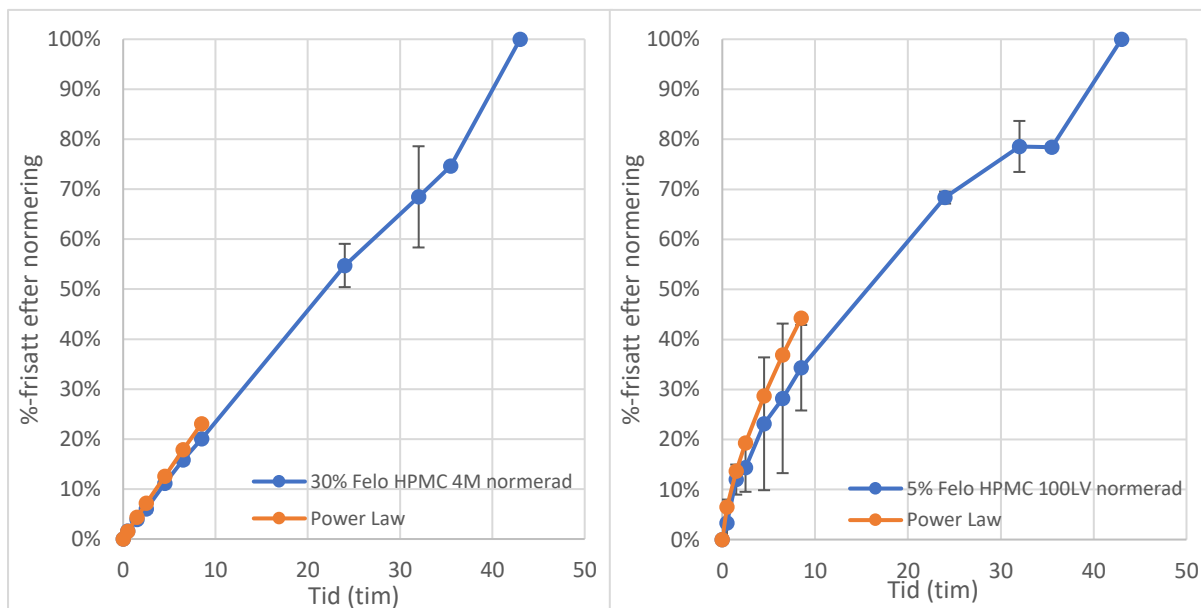 100%
90%
80%
70%
60%
50%
40%
30%
20%
10%
0%
%-frisatt efter normering
30% Felo HPMC 4M normerad
Power Law
0 10 20 30 40 50
Tid (tim)
100%
90%
80%
70%
60%
50%
40%
30%
20%
10%
0%
%-frisatt efter normering
5% Felo HPMC 100LV normerad
Power Law
0 10 20 30 40 50
Tid (tim)